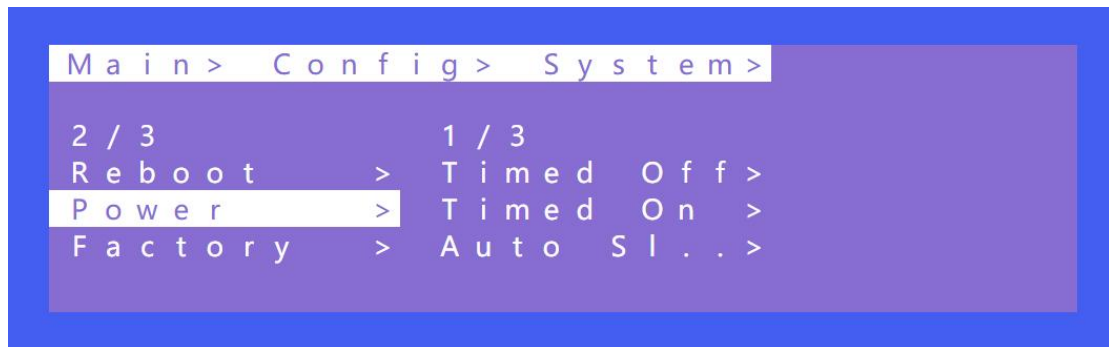 Main> Config> System>
2/3 1/3
Reboot > Timed Off>
Power > Timed On >
Factory > Auto Sl..>